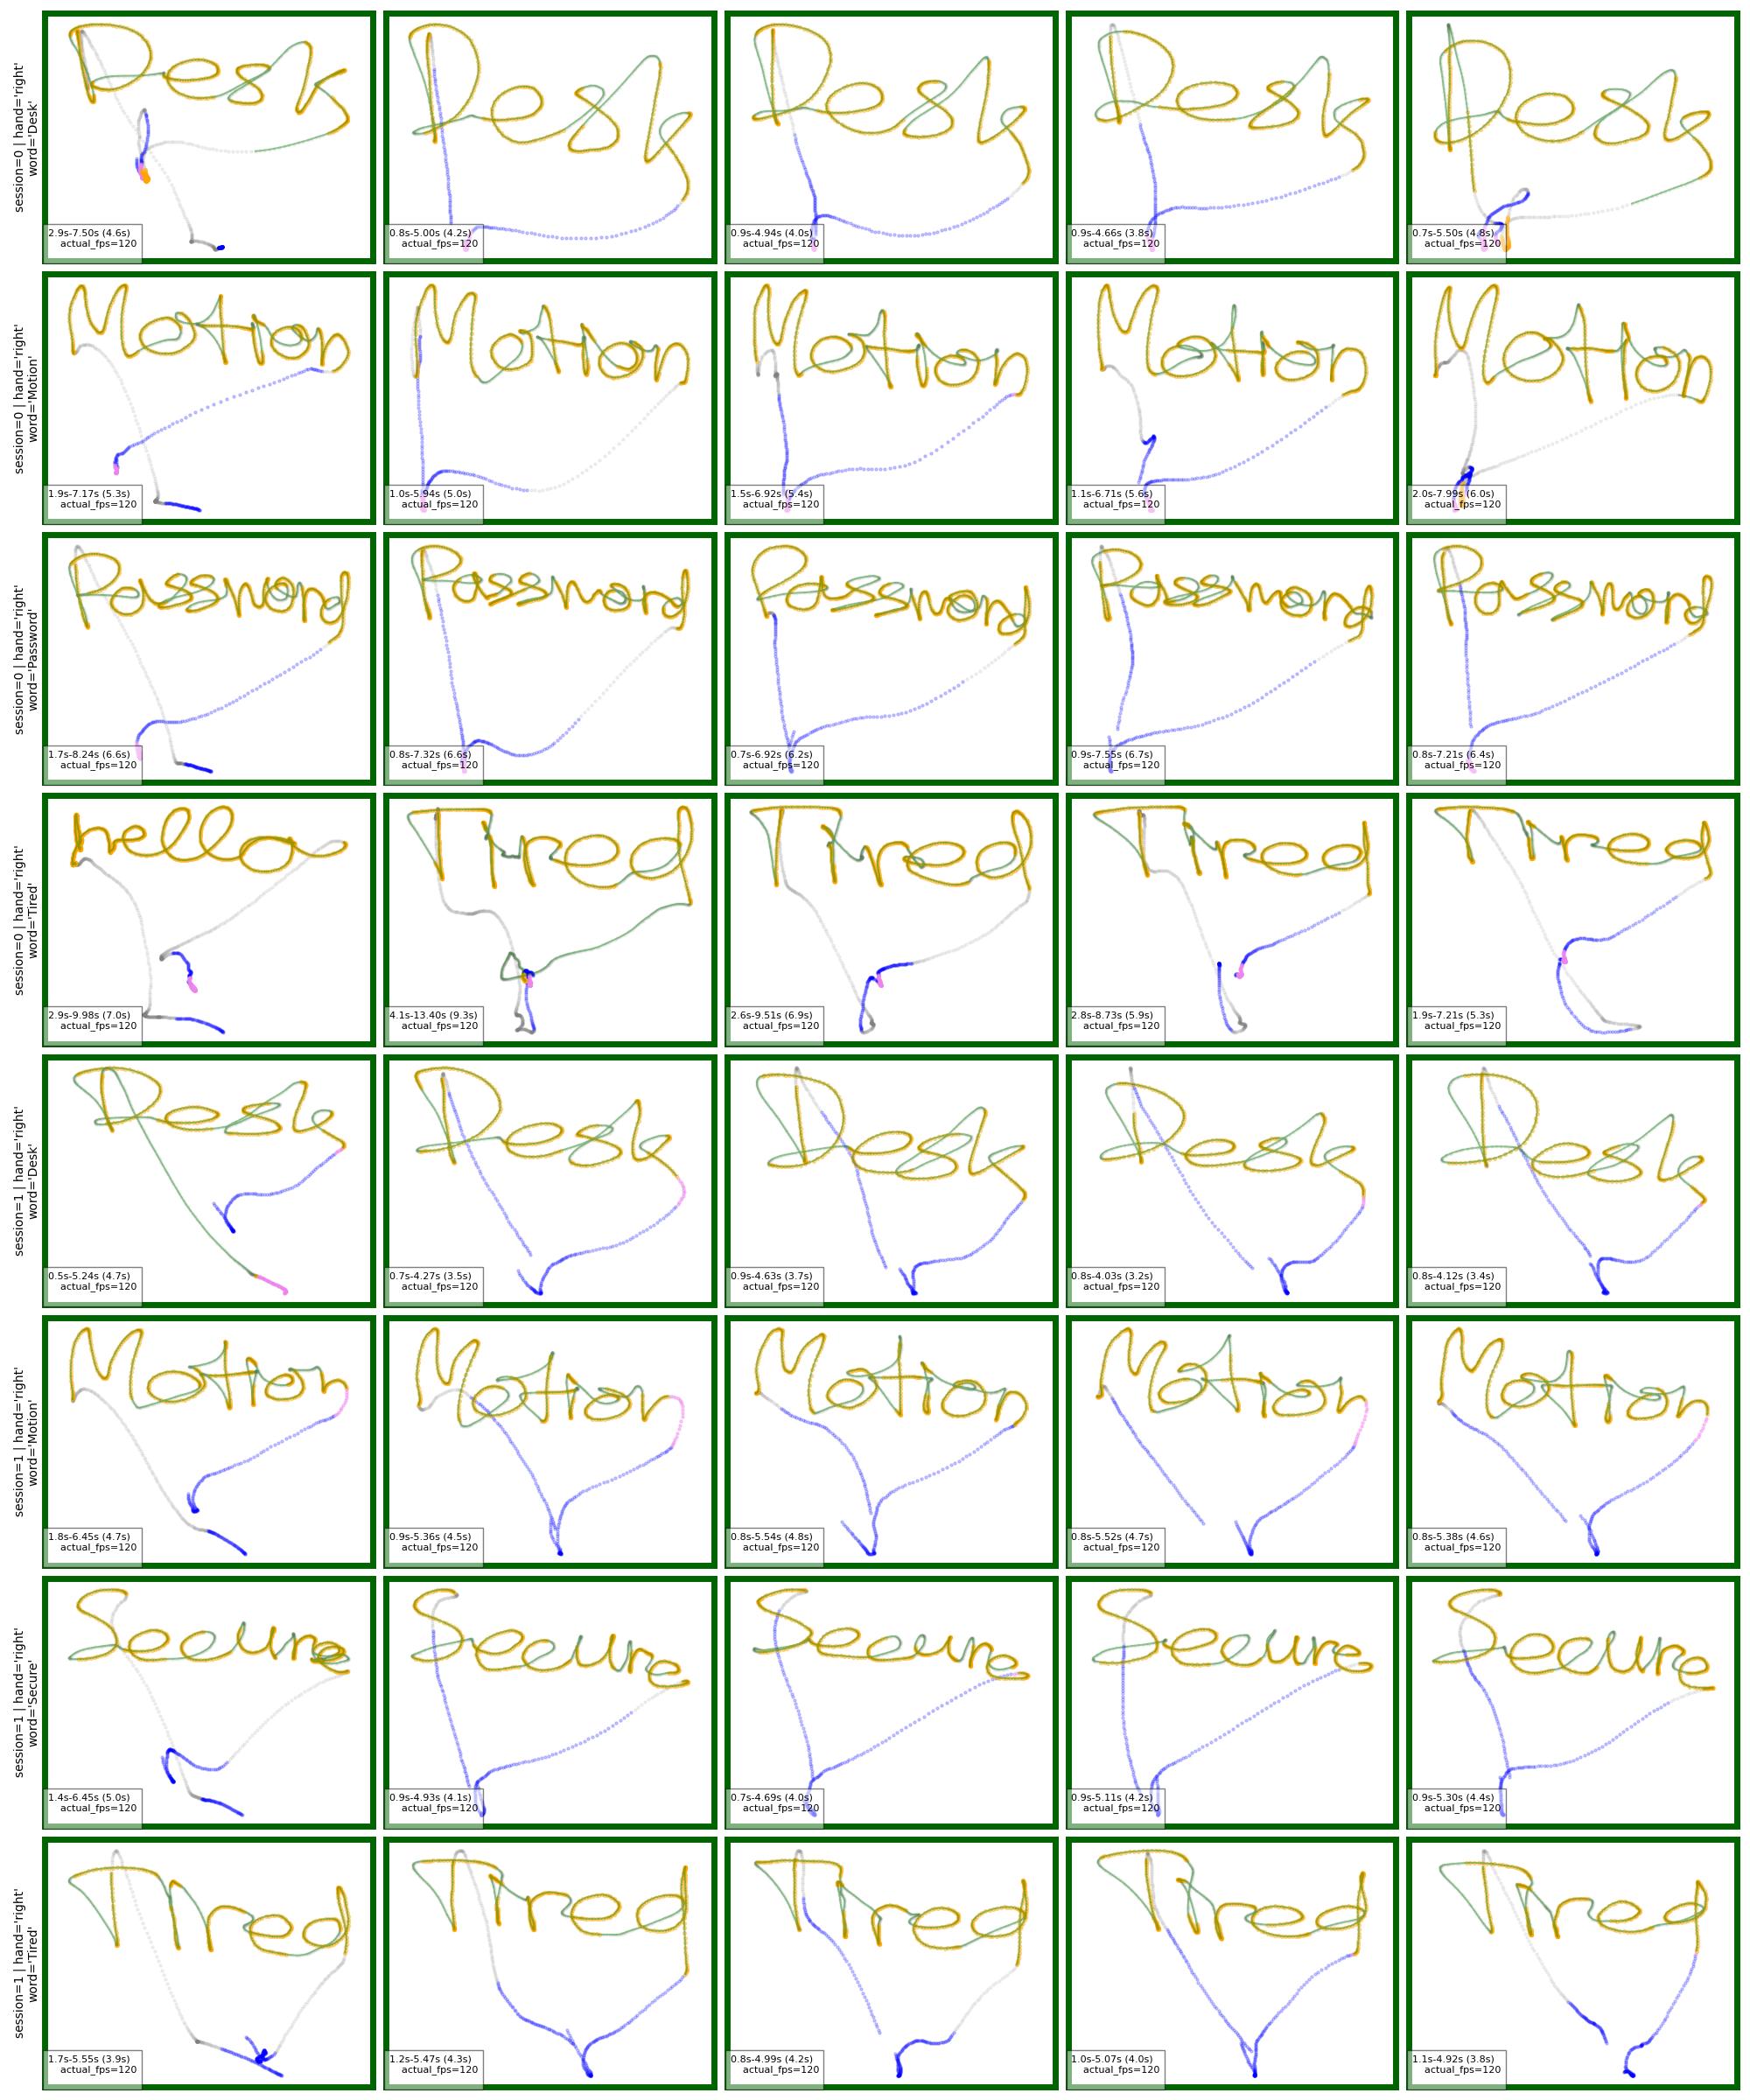 session=0 | hand='right'
word='Desk'
Desk Desk Desk Desk Desk
2.9s-7.50s (4.6s)
actual_fps=120
0.8s-5.00s (4.2s)
actual_fps=120
0.9s-4.94s (4.0s)
actual_fps=120
0.9s-4.66s (3.8s)
actual_fps=120
0.7s-5.50s (4.8s)
actual_fps=120
session=0 | hand='right'
word='Motion'
Motion Motion Motion Motion Motion
1.9s-7.17s (5.3s)
actual_fps=120
1.0s-5.94s (5.0s)
actual_fps=120
1.5s-6.92s (5.4s)
actual_fps=120
1.1s-6.71s (5.6s)
actual_fps=120
2.0s-7.99s (6.0s)
actual_fps=120
session=0 | hand='right'
word='Password'
Password Password Password Password Password
1.7s-8.24s (6.6s)
actual_fps=120
0.8s-7.32s (6.6s)
actual_fps=120
0.7s-6.92s (6.2s)
actual_fps=120
0.9s-7.55s (6.7s)
actual_fps=120
0.8s-7.21s (6.4s)
actual_fps=120
session=0 | hand='right'
word='Tired'
hello Tired Tired Tired Tired
2.9s-9.98s (7.0s)
actual_fps=120
4.1s-13.40s (9.3s)
actual_fps=120
2.6s-9.51s (6.9s)
actual_fps=120
2.8s-8.73s (5.9s)
actual_fps=120
1.9s-7.21s (5.3s)
actual_fps=120
session=1 | hand='right'
word='Desk'
Desk Desk Desk Desk Desk
0.5s-5.24s (4.7s)
actual_fps=120
0.7s-4.27s (3.5s)
actual_fps=120
0.9s-4.63s (3.7s)
actual_fps=120
0.8s-4.03s (3.2s)
actual_fps=120
0.8s-4.12s (3.4s)
actual_fps=120
session=1 | hand='right'
word='Motion'
Motion Motion Motion Motion Motion
1.8s-6.45s (4.7s)
actual_fps=120
0.9s-5.36s (4.5s)
actual_fps=120
0.8s-5.54s (4.8s)
actual_fps=120
0.8s-5.52s (4.7s)
actual_fps=120
0.8s-5.38s (4.6s)
actual_fps=120
session=1 | hand='right'
word='Secure'
Secure Secure Secure Secure Secure
1.4s-6.45s (5.0s)
actual_fps=120
0.9s-4.93s (4.1s)
actual_fps=120
0.7s-4.69s (4.0s)
actual_fps=120
0.9s-5.11s (4.2s)
actual_fps=120
0.9s-5.30s (4.4s)
actual_fps=120
session=1 | hand='right'
word='Tired'
Tired Tired Tired Tired Tired
1.7s-5.55s (3.9s)
actual_fps=120
1.2s-5.47s (4.3s)
actual_fps=120
0.8s-4.99s (4.2s)
actual_fps=120
1.0s-5.07s (4.0s)
actual_fps=120
1.1s-4.92s (3.8s)
actual_fps=120